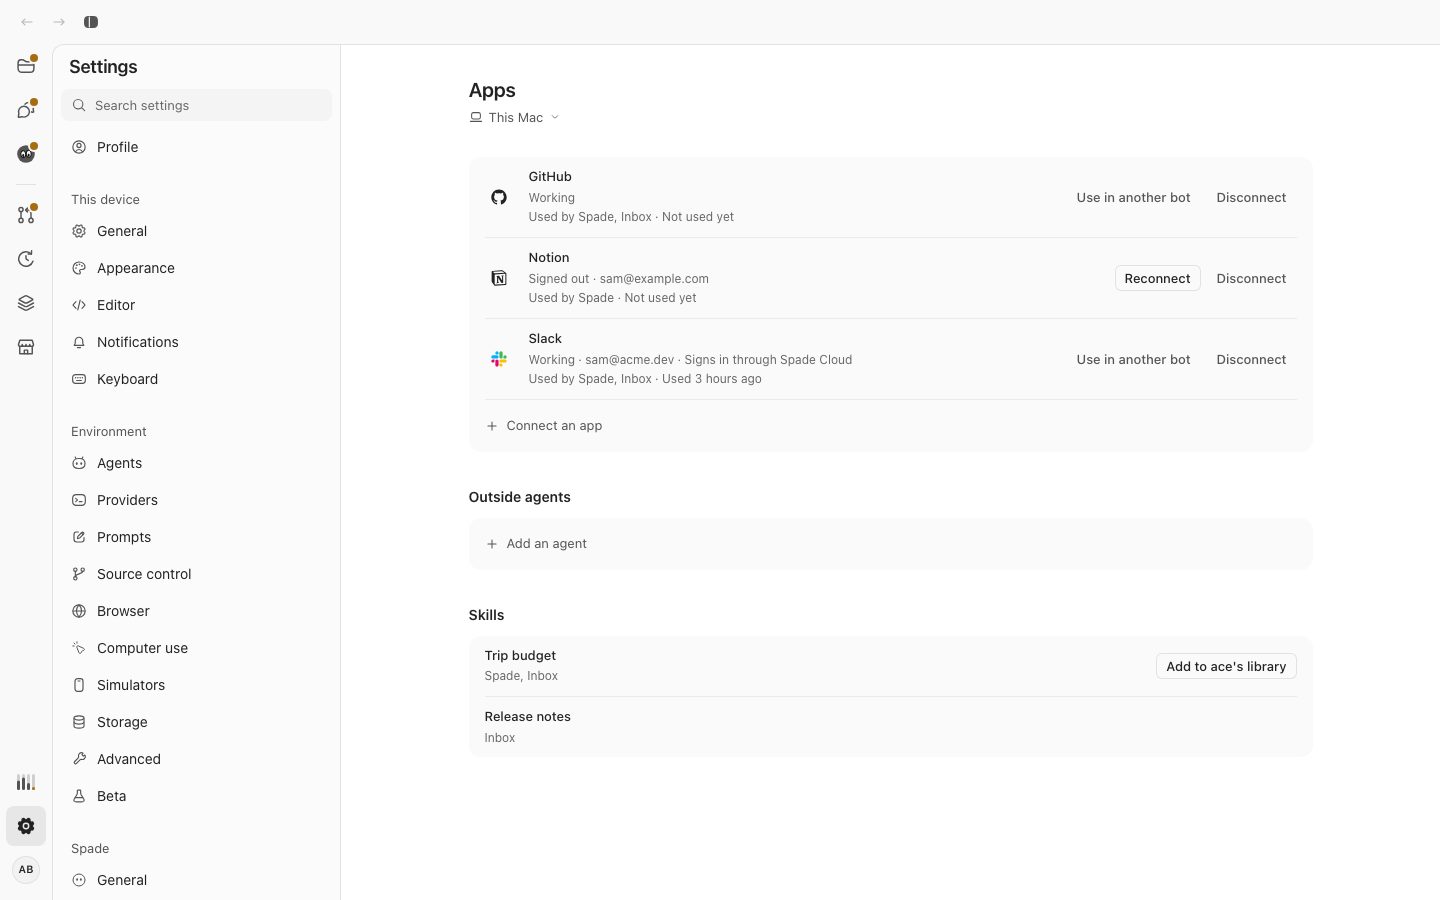 Settings
Search settings
Profile
This device
General
Appearance
Editor
Notifications
Keyboard
Environment
Agents
Providers
Prompts
Source control
Browser
Computer use
Simulators
Storage
Advanced
Beta
Spade
General
AB
Apps
This Mac
GitHub
Working
Used by Spade, Inbox · Not used yet
Use in another bot
Disconnect
Notion
Signed out · sam@example.com
Used by Spade · Not used yet
Reconnect
Disconnect
Slack
Working · sam@acme.dev · Signs in through Spade Cloud
Used by Spade, Inbox · Used 3 hours ago
Use in another bot
Disconnect
Connect an app
Outside agents
Add an agent
Skills
Trip budget
Spade, Inbox
Add to ace's library
Release notes
Inbox